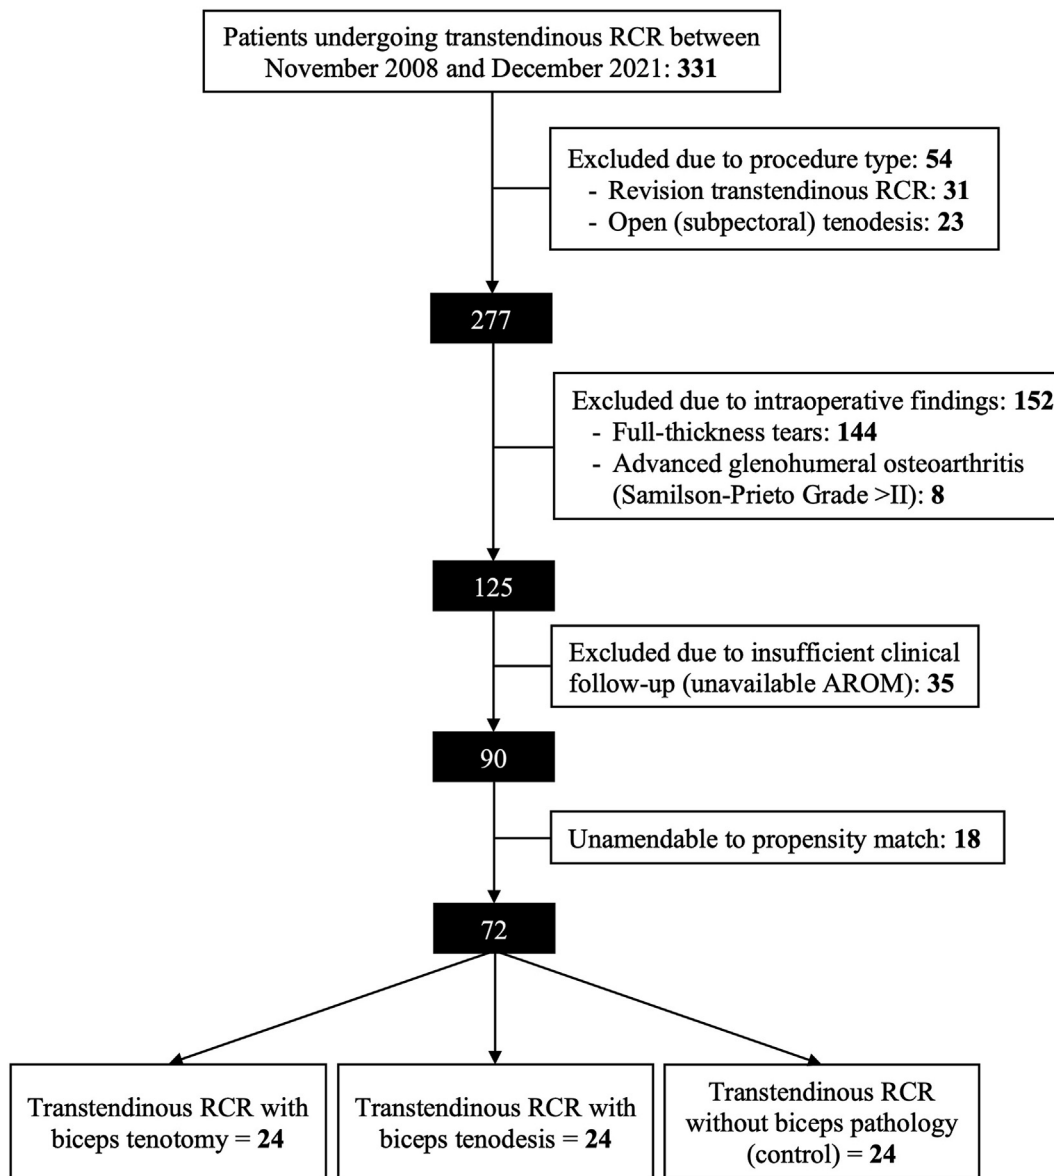 Patients undergoing transtendinous RCR between
November 2008 and December 2021: 331
Excluded due to procedure type: 54
- Revision transtendinous RCR: 31
- Open (subpectoral) tenodesis: 23
277
Excluded due to intraoperative findings: 152
- Full-thickness tears: 144
- Advanced glenohumeral osteoarthritis
(Samilson-Prieto Grade >II): 8
125
Excluded due to insufficient clinical
follow-up (unavailable AROM): 35
90
Unamendable to propensity match: 18
72
Transtendinous RCR with
biceps tenotomy = 24
Transtendinous RCR with
biceps tenodesis = 24
Transtendinous RCR
without biceps pathology
(control) = 24